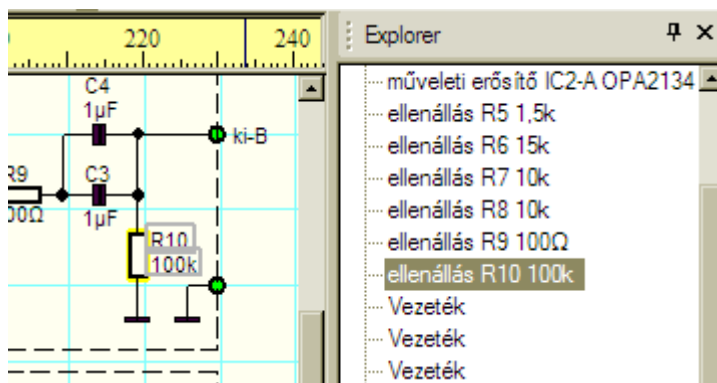 220 240
C4
1µF
ki-B
R9
C3
00Ω
1µF
R10
100k
Explorer
műveleti erősítő IC2-A OPA2134
ellenállás R5 1,5k
ellenállás R6 15k
ellenállás R7 10k
ellenállás R8 10k
ellenállás R9 100Ω
ellenállás R10 100k
Vezeték
Vezeték
Vezeték